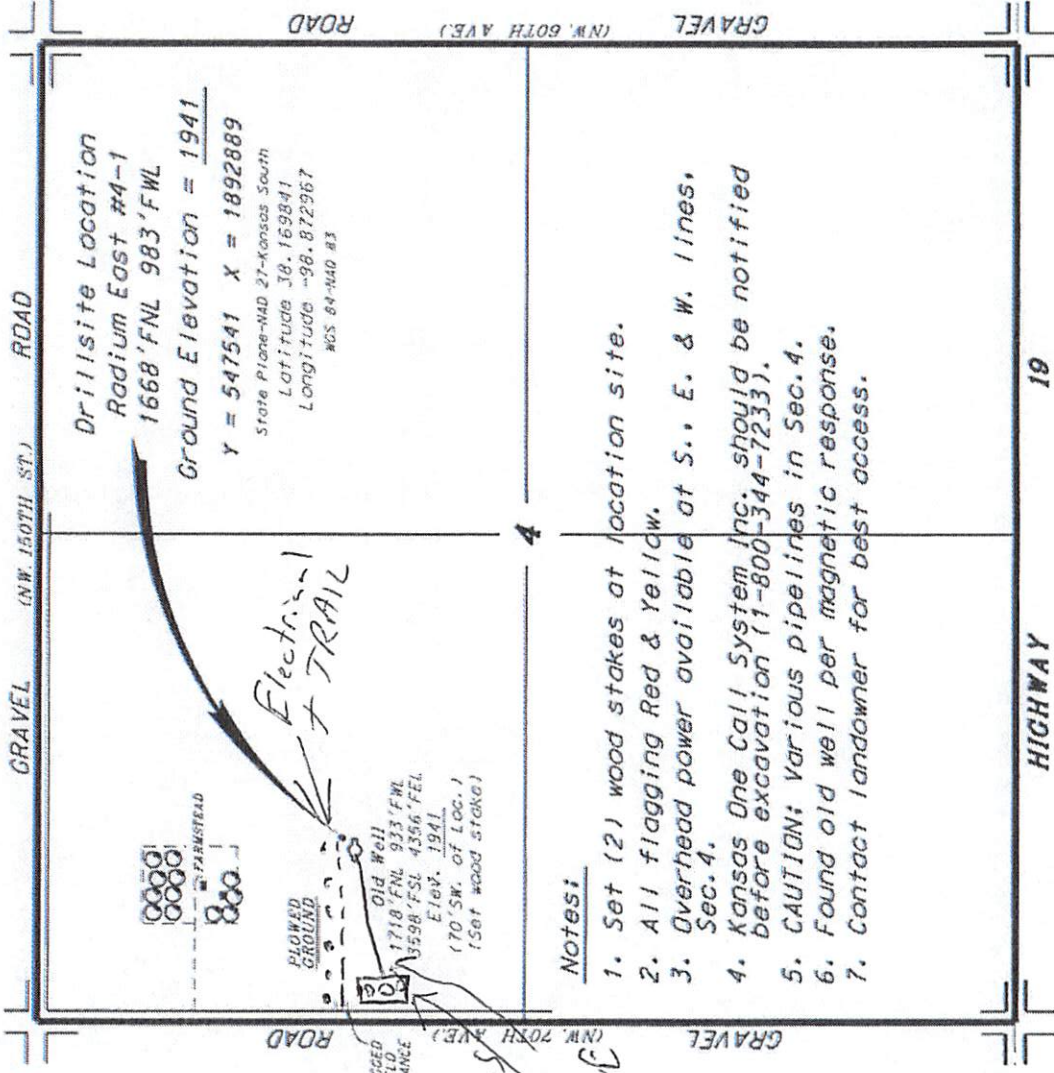 GRAVEL (NW. 150TH ST.) ROAD
ROAD (NW. 60TH AVE.) GRAVEL
Drillsite Location
Radium East #4-1
1668'FNL 983'FWL
Ground Elevation = 1941
Y = 547541 X = 1892889
State Plane-NAD 27-Kansas South
Latitude 38.169841
Longitude -98.872967
WGS 84-NAD 83
Electrical
+ TRAIL
FARMSTEAD
PLOWED
GROUND
Old Well
1718'FNL 933'FWL
3598'FSL 4356'FEL
Elev. 1941
(70'SW. of Loc.)
(Set wood stake)
4
ROAD (NW. 70TH AVE.) GRAVEL
Notes:
1. Set (2) wood stakes at location site.
2. All flagging Red & Yellow.
3. Overhead power available at S., E. & W. lines.
Sec.4.
4. Kansas One Call System Inc. should be notified
before excavation (1-800-344-7233).
5. CAUTION: Various pipelines in Sec.4.
6. Found old well per magnetic response.
7. Contact landowner for best access.
HIGHWAY 19